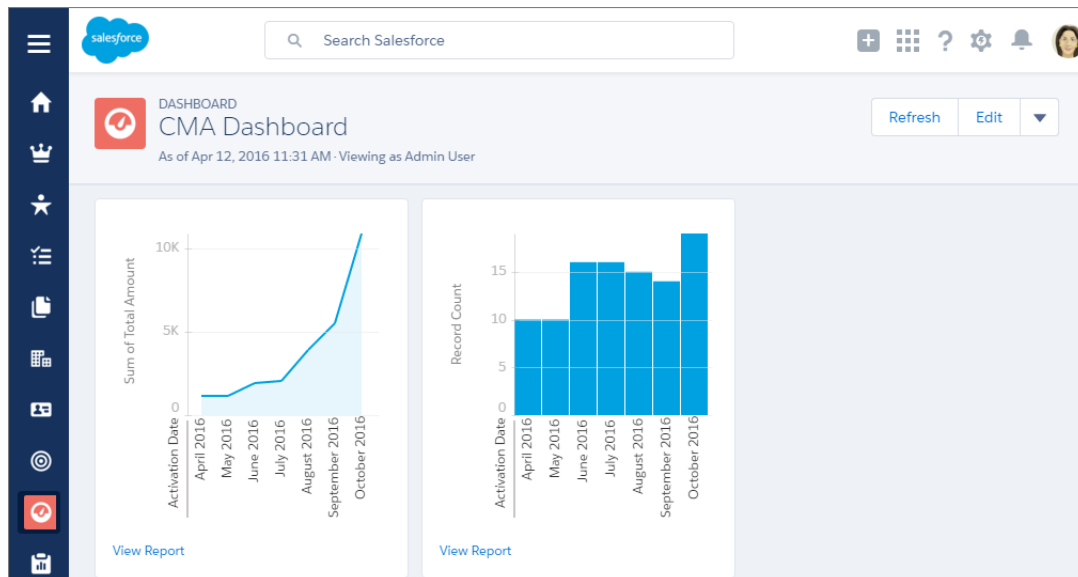 salesforce
Search Salesforce
DASHBOARD
CMA Dashboard
As of Apr 12, 2016 11:31 AM·Viewing as Admin User
Refresh
Edit
Sum of Total Amount
10K
5K
0
Activation Date
April 2016
May 2016
June 2016
July 2016
August 2016
September 2016
October 2016
View Report
Record Count
15
10
5
0
Activation Date
April 2016
May 2016
June 2016
July 2016
August 2016
September 2016
October 2016
View Report